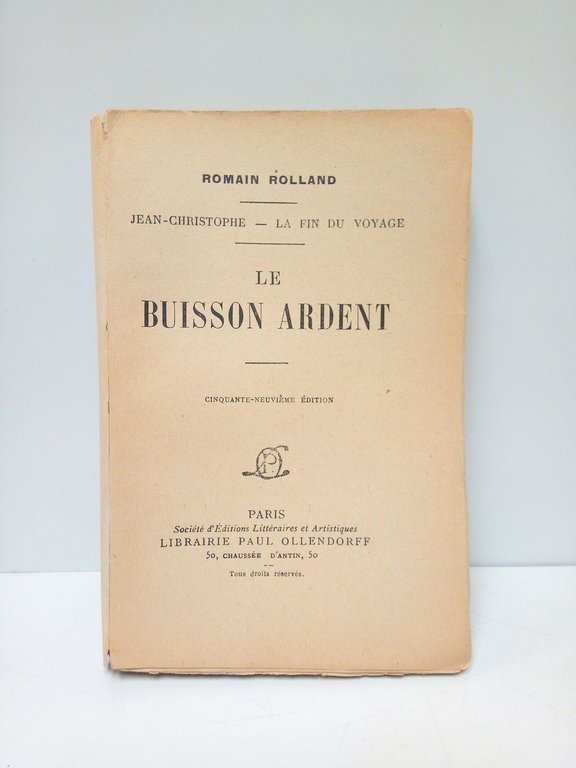 ROMAIN ROLLAND
JEAN-CHRISTOPHE — LA FIN DU VOYAGE
LE
BUISSON ARDENT
CINQUANTE-NEUVIÈME ÉDITION
PARIS
Société d'Éditions Littéraires et Artistiques
LIBRAIRIE PAUL OLLENDORFF
50, CHAUSSÉE D'ANTIN, 50
Tous droits réservés.